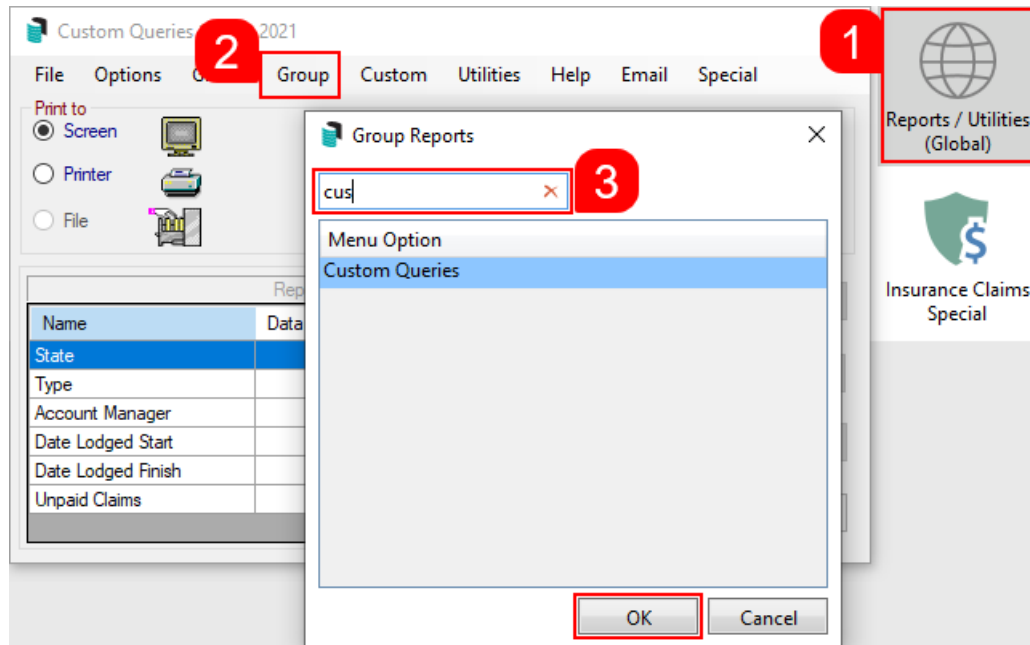 Custom Queries
2021
1
2
File Options Group Custom Utilities Help Email Special
Print to
Screen
Printer
File
Group Reports
cus
3
Menu Option
Custom Queries
Reports / Utilities
(Global)
Insurance Claims
Special
Rep
Name Data
State
Type
Account Manager
Date Lodged Start
Date Lodged Finish
Unpaid Claims
OK Cancel